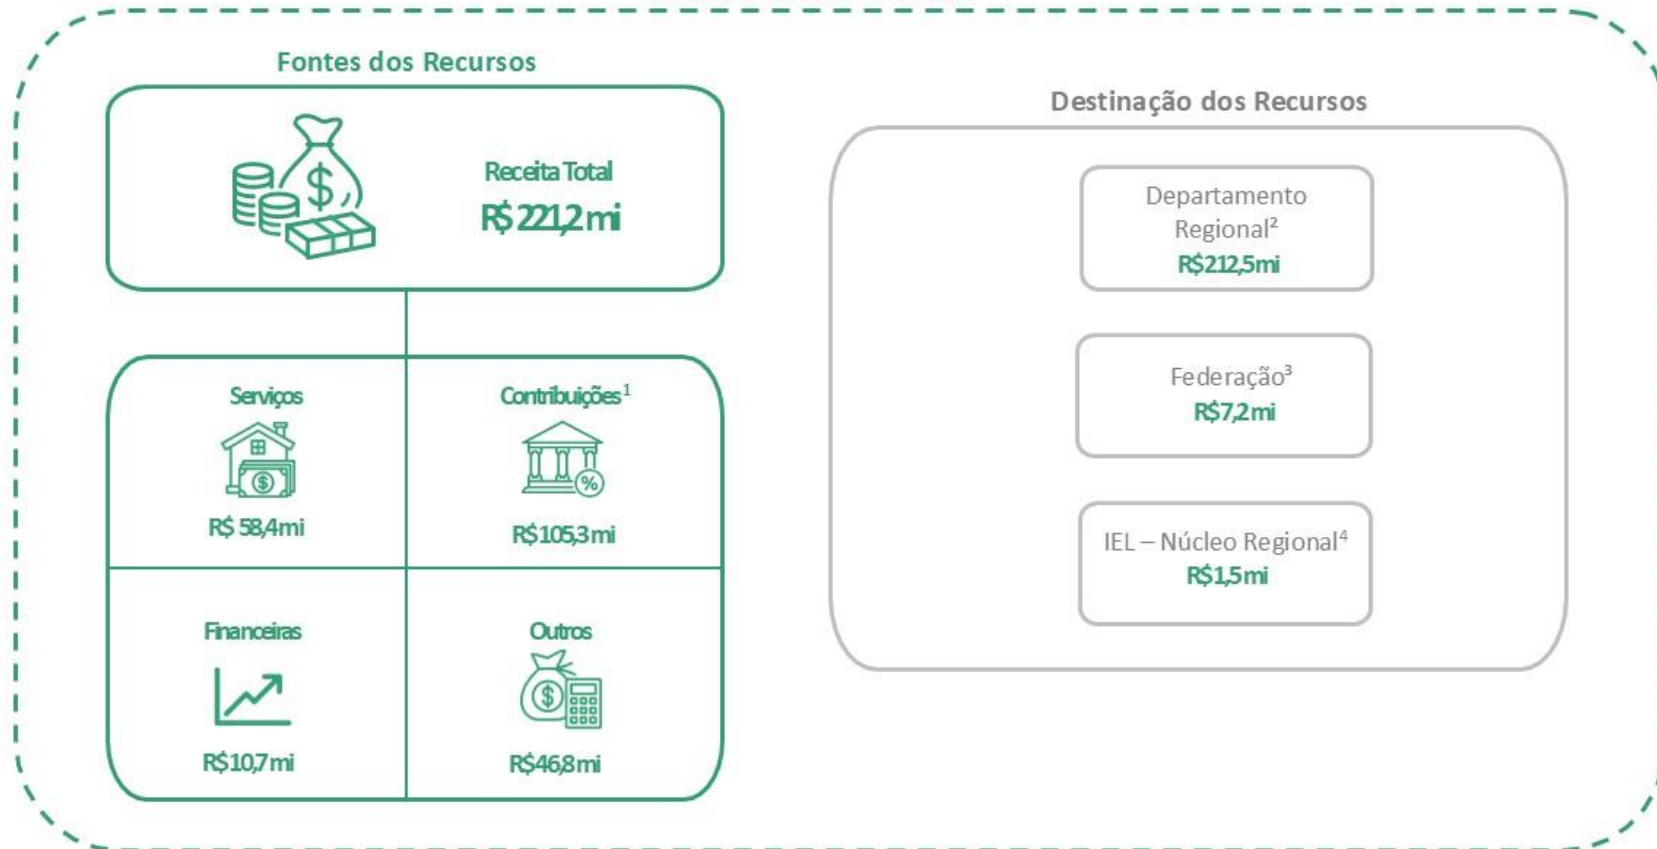 Fontes dos Recursos
Receita Total
R$ 221,2 mi
Serviços
R$ 58,4 mi
Contribuições¹
R$ 105,3 mi
Financeiras
R$ 10,7 mi
Outros
R$ 46,8 mi
Destinação dos Recursos
Departamento
Regional²
R$ 212,5 mi
Federação³
R$ 7,2 mi
IEL – Núcleo Regional⁴
R$ 1,5 mi